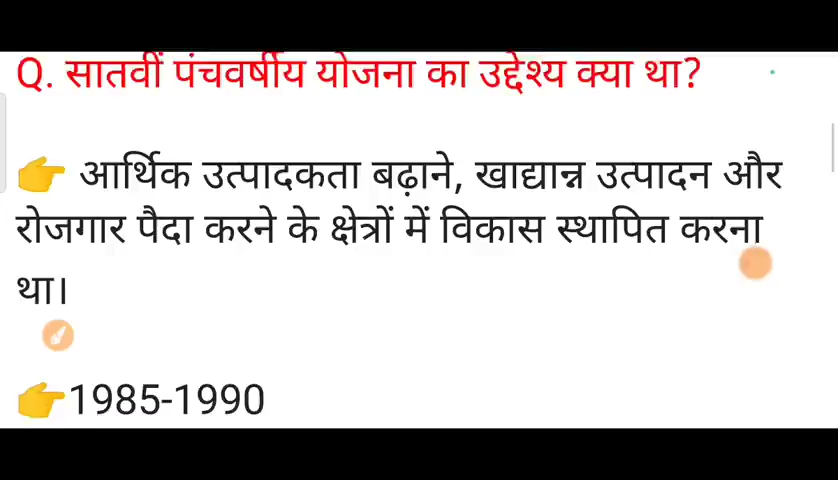 Q. सातवीं पंचवर्षीय योजना का उद्देश्य क्या था?
👉 आर्थिक उत्पादकता बढ़ाने, खाद्यान्न उत्पादन और
रोजगार पैदा करने के क्षेत्रों में विकास स्थापित करना
था।
👉1985-1990